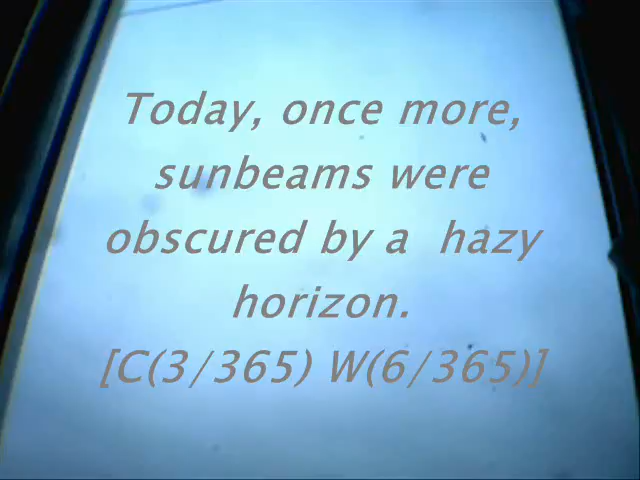 Today, once more,
sunbeams were
obscured by a  hazy
horizon.
[C(3/365) W(6/365)]